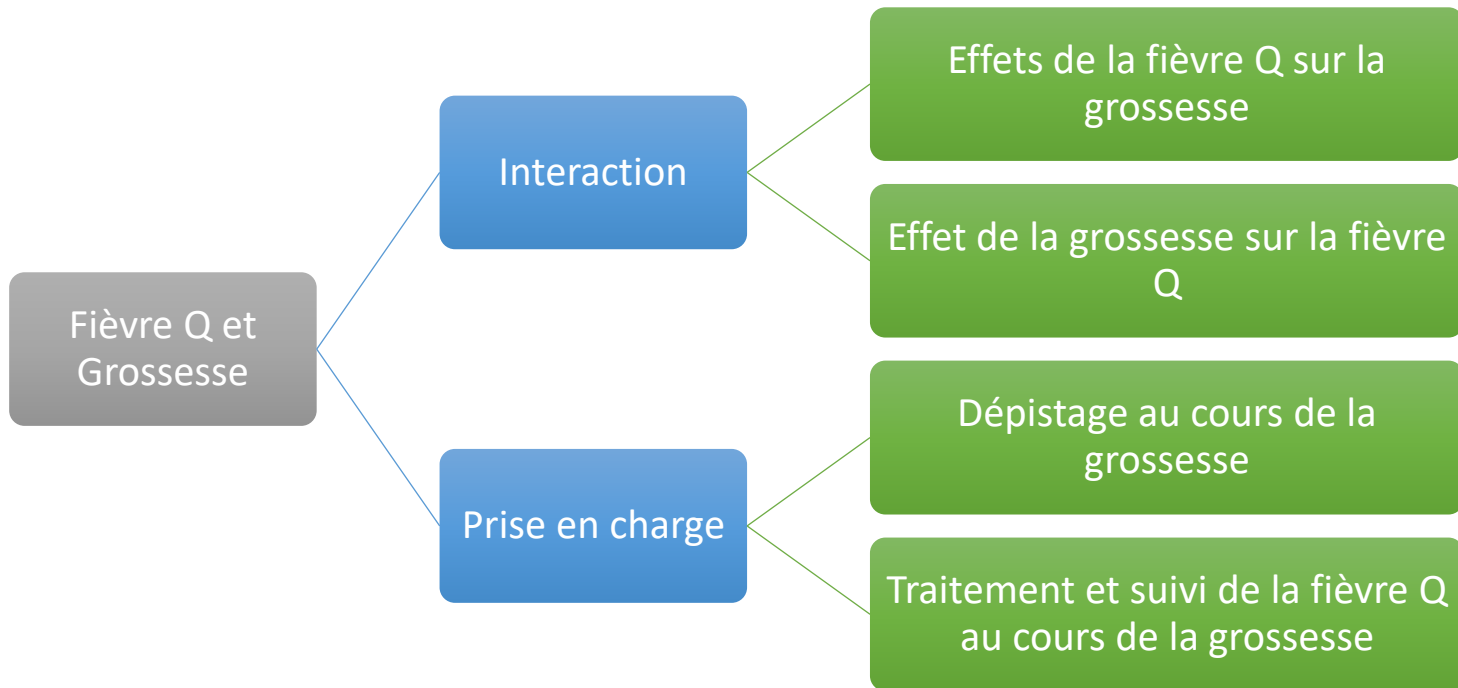 Fièvre Q et
Grossesse
Interaction
Effets de la fièvre Q sur la
grossesse
Effet de la grossesse sur la fièvre
Q
Prise en charge
Dépistage au cours de la
grossesse
Traitement et suivi de la fièvre Q
au cours de la grossesse